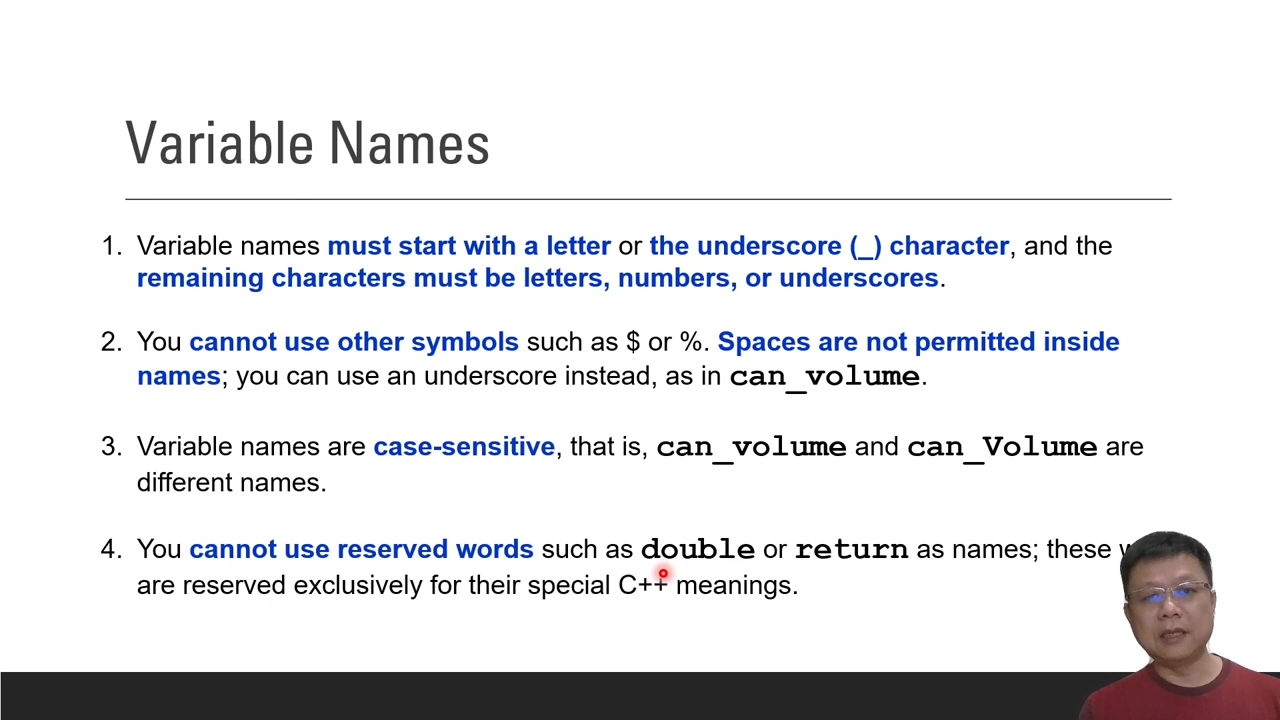 Variable Names
1. Variable names must start with a letter or the underscore (_) character, and the
remaining characters must be letters, numbers, or underscores.
2. You cannot use other symbols such as $ or %. Spaces are not permitted inside
names; you can use an underscore instead, as in can_volume.
3. Variable names are case-sensitive, that is, can_volume and can_Volume are
different names.
4. You cannot use reserved words such as double or return as names; these
are reserved exclusively for their special C++ meanings.